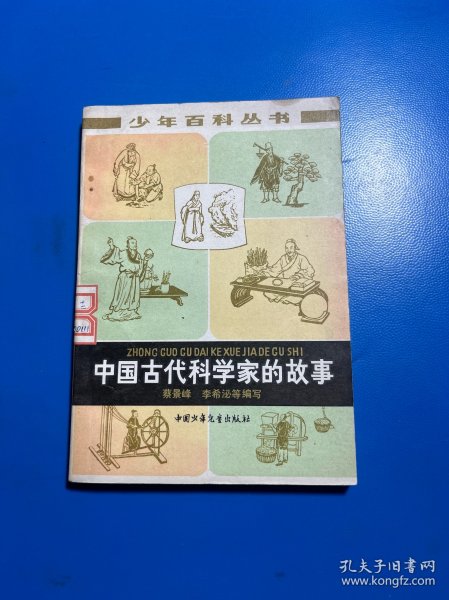 少年百科丛书
ZHONG GUO GU DAI KE XUE JIA DE GU SHI
中国古代科学家的故事
蔡景峰 李希泌等编写
中国少年儿童出版社
孔夫子旧书网
www.kongfz.com